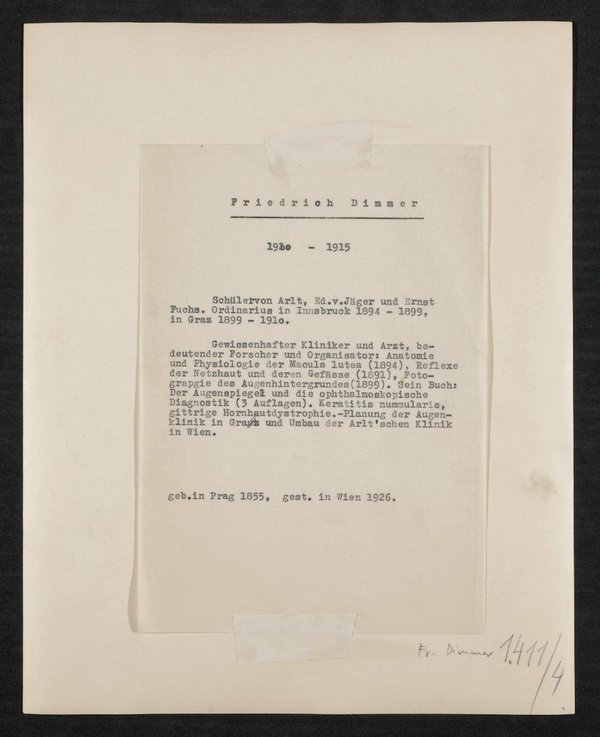 Friedrich Dimmer
1910 - 1915
Schülervon Arlt, Ed.v.Jäger und Ernst
Fuchs. Ordinarius in Innsbruck 1894 - 1899,
in Graz 1899 - 191o.
Gewissenhafter Kliniker und Arzt, be-
deutender Forscher und Organisator: Anatomie
und Physiologie der Macula lutea (1894), Reflexe
der Netzhaut und deren Gefässe (1891), Foto-
grapgie des Augenhintergrundes(1899). Sein Buch:
Der Augenspiegel und die ophthalmoskopische
Diagnostik (3 Auflagen). Keratitis nummularis,
gittrige Hornhautdystrophie.-Planung der Augen-
klinik in Graz und Umbau der Arlt'schen Klinik
in Wien.
geb.in Prag 1855, gest. in Wien 1926.
Fr. Dimmer 1.411/4